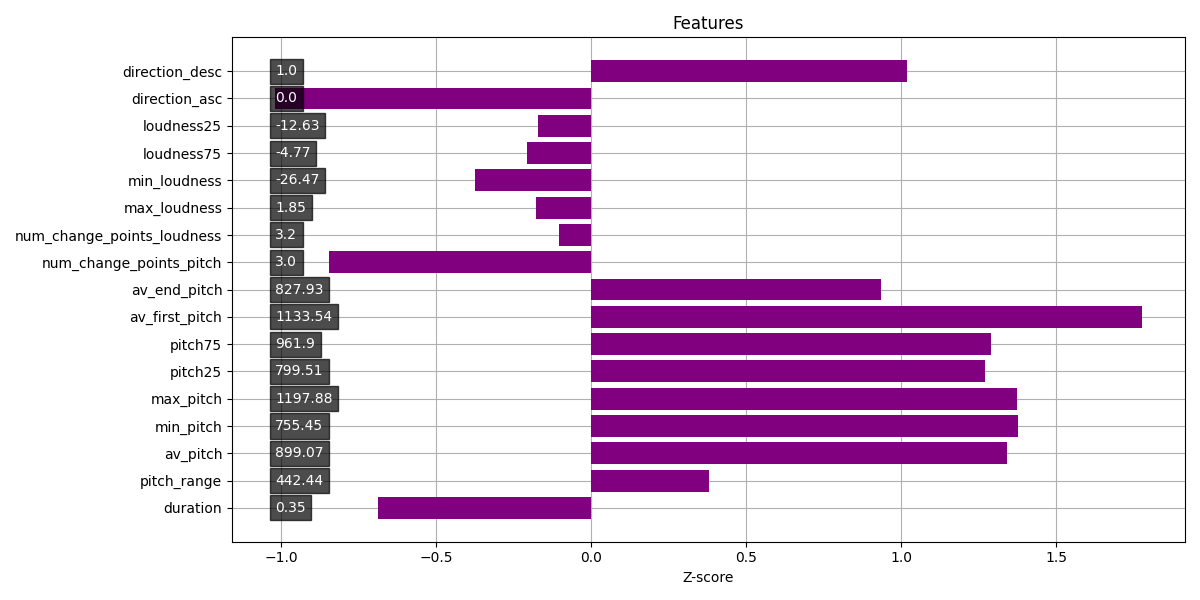 Features
direction_desc 1.0
direction_asc 0.0
loudness25 -12.63
loudness75 -4.77
min_loudness -26.47
max_loudness 1.85
num_change_points_loudness 3.2
num_change_points_pitch 3.0
av_end_pitch 827.93
av_first_pitch 1133.54
pitch75 961.9
pitch25 799.51
max_pitch 1197.88
min_pitch 755.45
av_pitch 899.07
pitch_range 442.44
duration 0.35
−1.0 −0.5 0.0 0.5 1.0 1.5
Z-score